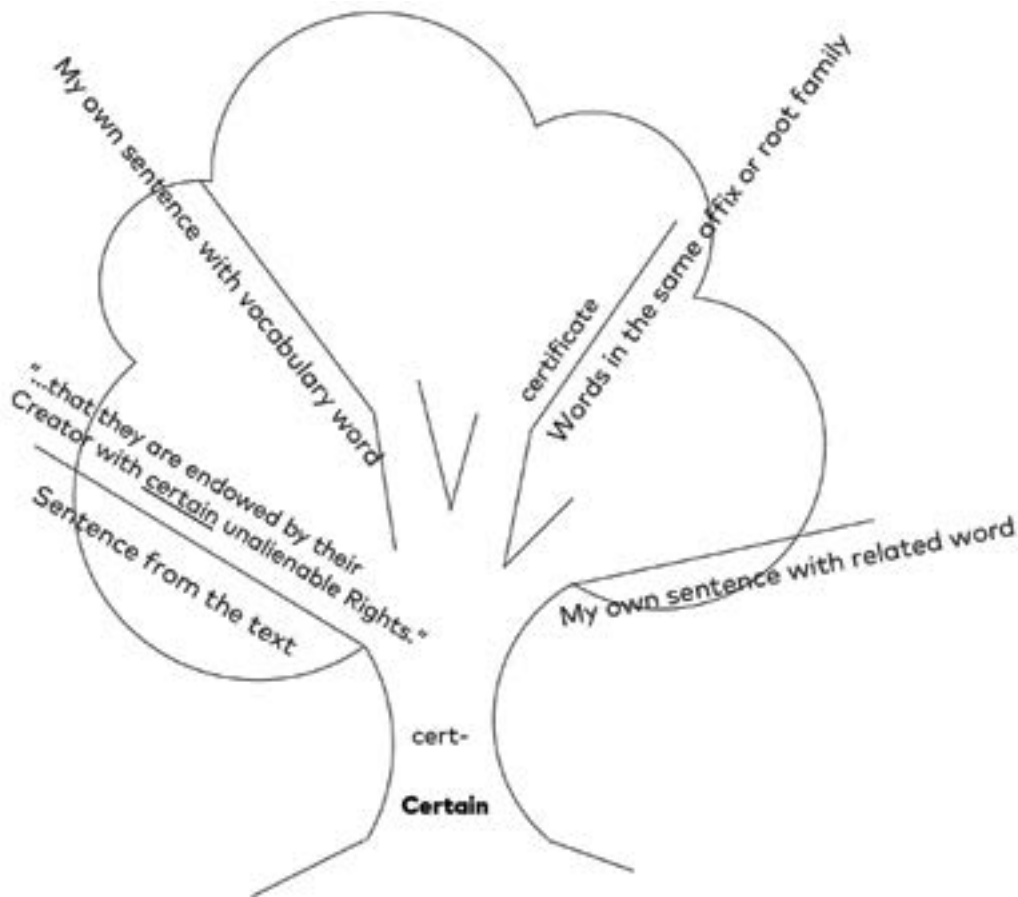 My own sentence with vocabulary word
certificate
Words in the same affix or root family
"...that they are endowed by their
Creator with certain unalienable Rights."
Sentence from the text
My own sentence with related word
cert-
Certain